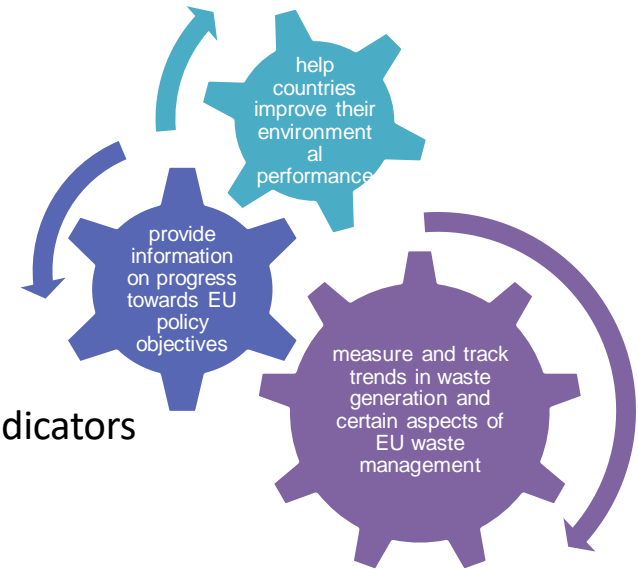 help
countries
improve their
environment
al
performance
provide
information
on progress
towards EU
policy
objectives
measure and track
trends in waste
generation and
certain aspects of
EU waste
management
dicators